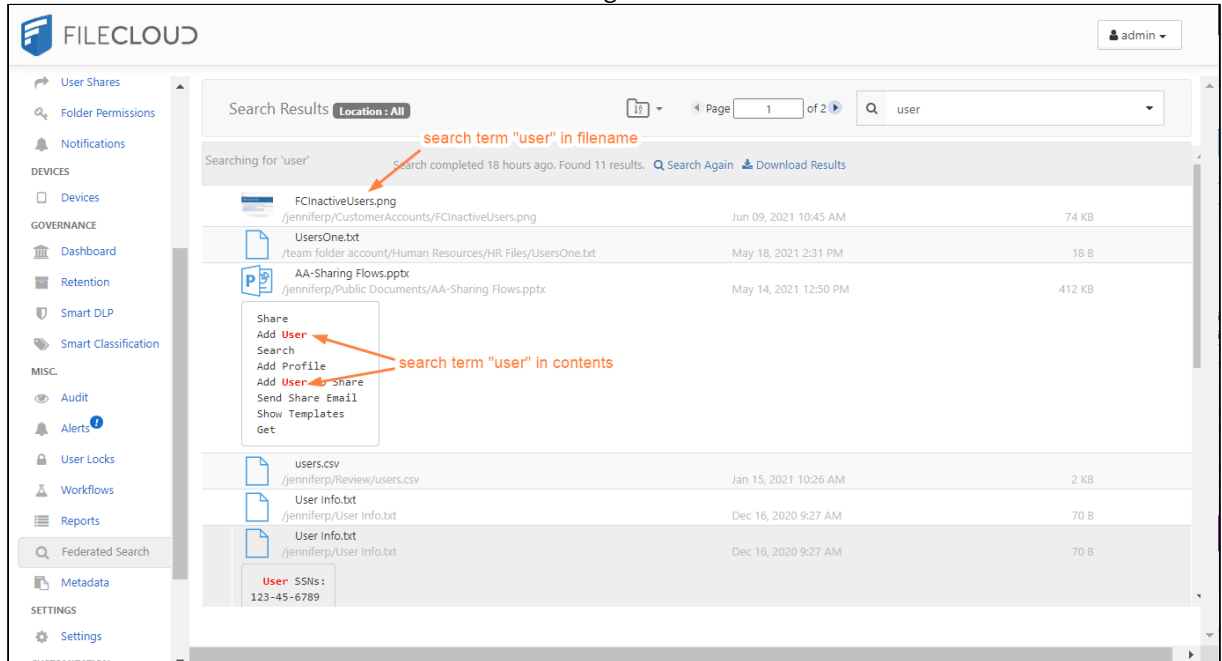 FILECLOUD
admin
User Shares
Folder Permissions
Notifications
DEVICES
Devices
GOVERNANCE
Dashboard
Retention
Smart DLP
Smart Classification
MISC.
Audit
Alerts
User Locks
Workflows
Reports
Federated Search
Metadata
SETTINGS
Settings
Search Results Location : All
Page 1 of 2
user
search term "user" in filename
Searching for 'user'
Search completed 18 hours ago. Found 11 results. Search Again Download Results
FCInactiveUsers.png
/jenniferp/CustomerAccounts/FCInactiveUsers.png Jun 09, 2021 10:45 AM 74 KB
UsersOne.txt
/team folder account/Human Resources/HR Files/UsersOne.txt May 18, 2021 2:31 PM 18 B
AA-Sharing Flows.pptx
/jenniferp/Public Documents/AA-Sharing Flows.pptx May 14, 2021 12:50 PM 412 KB
Share
Add User
Search
Add Profile
search term "user" in contents
Add User Share
Send Share Email
Show Templates
Get
users.csv
/jenniferp/Review/users.csv Jan 15, 2021 10:26 AM 2 KB
User Info.txt
/jenniferp/User Info.txt Dec 16, 2020 9:27 AM 70 B
User Info.txt
/jenniferp/User Info.txt Dec 16, 2020 9:27 AM 70 B
User SSNs:
123-45-6789